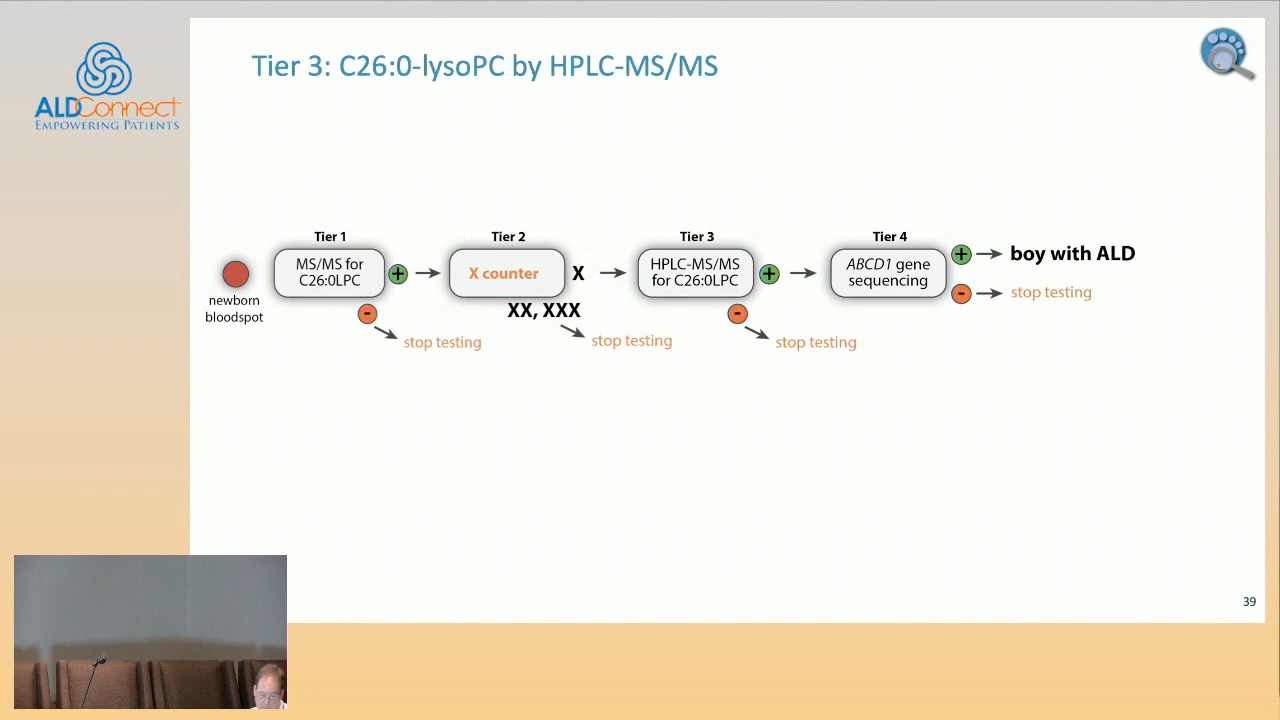 Tier 3: C26:0-lysoPC by HPLC-MS/MS
ALDConnect
EMPOWERING PATIENTS
newborn
bloodspot
Tier 1
MS/MS for
C26:0LPC
+
-
stop testing
Tier 2
X counter
X
XX, XXX
stop testing
Tier 3
HPLC-MS/MS
for C26:0LPC
+
-
stop testing
Tier 4
ABCD1 gene
sequencing
+
boy with ALD
-
stop testing
39